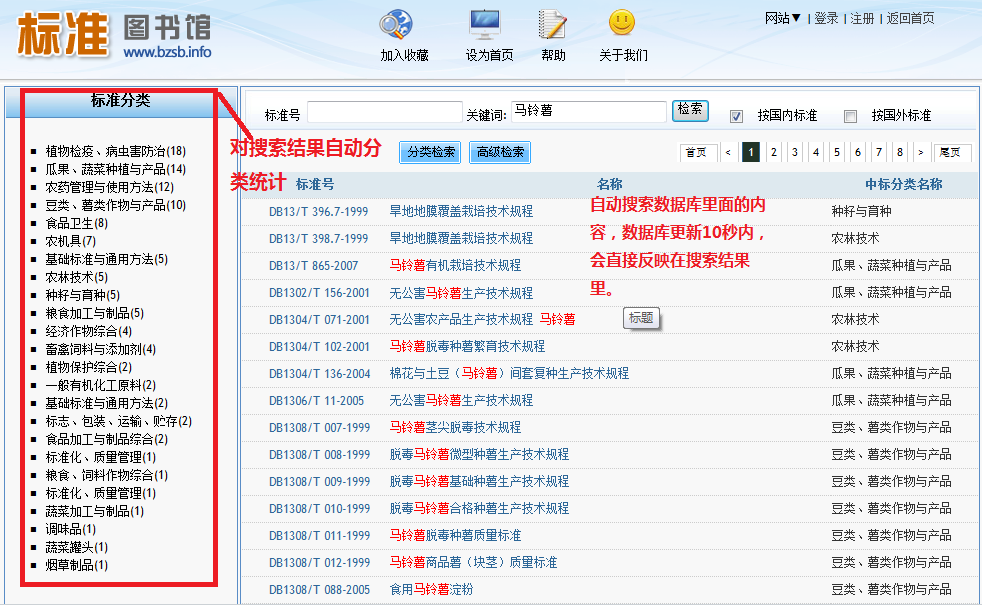 标准 图书馆
www.bzsb.info
加入收藏 设为首页 帮助 关于我们
网站▼ | 登录 | 注册 | 返回首页
标准分类
植物检疫、病虫害防治(18)
瓜果、蔬菜种植与产品(14)
农药管理与使用方法(12)
豆类、薯类作物与产品(10)
食品卫生(8)
农机具(7)
基础标准与通用方法(5)
农林技术(5)
种籽与育种(5)
粮食加工与制品(5)
经济作物综合(4)
畜禽饲料与添加剂(4)
植物保护综合(2)
一般有机化工原料(2)
基础标准与通用方法(2)
标志、包装、运输、贮存(2)
食品加工与制品综合(2)
标准化、质量管理(1)
粮食、饲料作物综合(1)
标准化、质量管理(1)
蔬菜加工与制品(1)
调味品(1)
蔬菜罐头(1)
烟草制品(1)
对搜索结果自动分
类统计
标准号 关键词: 马铃薯 检索 按国内标准 按国外标准
分类检索 高级检索 首页 < 1 2 3 4 5 6 7 8 > 尾页
标准号 名称 中标分类名称
自动搜索数据库里面的内
容，数据库更新10秒内，
会直接反映在搜索结果
里。
DB13/T 396.7-1999 旱地地膜覆盖栽培技术规程 种籽与育种
DB13/T 398.7-1999 旱地地膜覆盖栽培技术规程 农林技术
DB13/T 865-2007 马铃薯有机栽培技术规程 瓜果、蔬菜种植与产品
DB1302/T 156-2001 无公害马铃薯生产技术规程 瓜果、蔬菜种植与产品
DB1304/T 071-2001 无公害农产品生产技术规程 马铃薯 农林技术
标题
DB1304/T 102-2001 马铃薯脱毒种薯繁育技术规程 农林技术
DB1304/T 136-2004 棉花与土豆（马铃薯）间套复种生产技术规程 瓜果、蔬菜种植与产品
DB1306/T 11-2005 无公害马铃薯生产技术规程 瓜果、蔬菜种植与产品
DB1308/T 007-1999 马铃薯茎尖脱毒技术规程 豆类、薯类作物与产品
DB1308/T 008-1999 脱毒马铃薯微型种薯生产技术规程 豆类、薯类作物与产品
DB1308/T 009-1999 脱毒马铃薯基础种薯生产技术规程 豆类、薯类作物与产品
DB1308/T 010-1999 脱毒马铃薯合格种薯生产技术规程 豆类、薯类作物与产品
DB1308/T 011-1999 马铃薯脱毒种薯质量标准 豆类、薯类作物与产品
DB1308/T 012-1999 马铃薯商品薯（块茎）质量标准 豆类、薯类作物与产品
DB1308/T 088-2005 食用马铃薯淀粉 豆类、薯类作物与产品